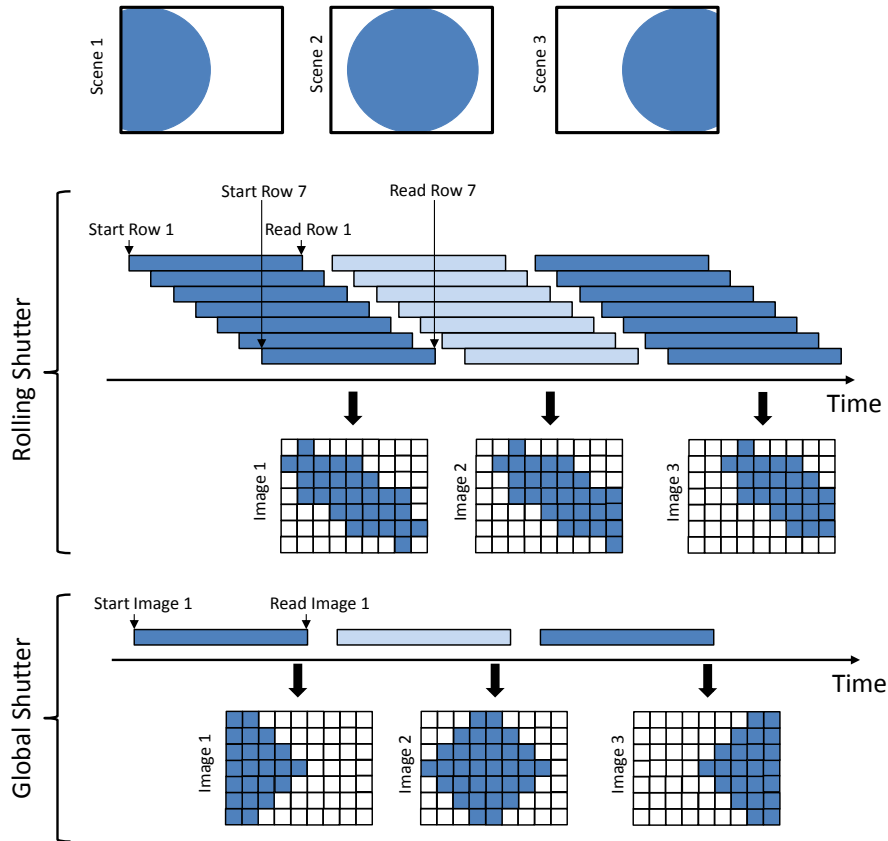 Scene 1
Scene 2
Scene 3
Rolling Shutter
Start Row 7
Read Row 7
Start Row 1
Read Row 1
Time
Image 1
Image 2
Image 3
Global Shutter
Start Image 1
Read Image 1
Time
Image 1
Image 2
Image 3